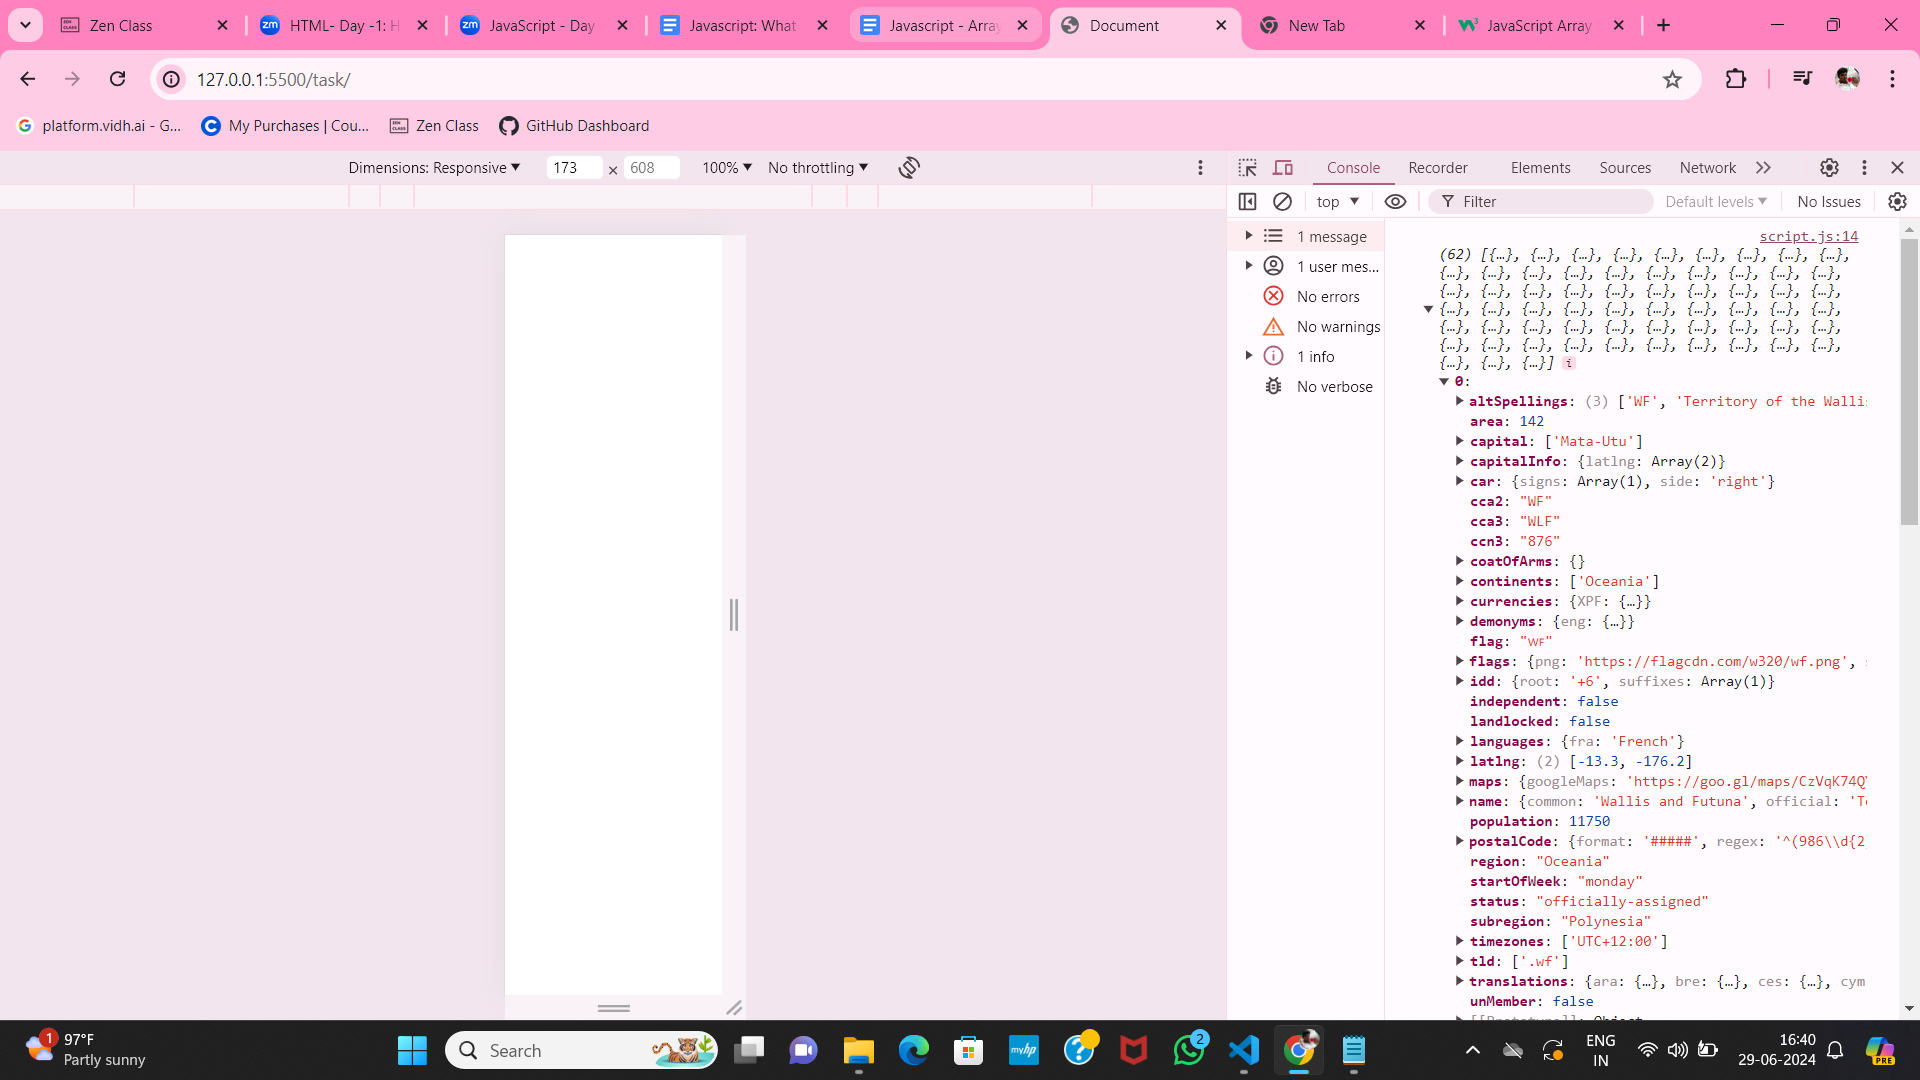 Zen Class
HTML- Day -1: H
JavaScript - Day
Javascript: What
Javascript - Array
Document
New Tab
JavaScript Array
127.0.0.1:5500/task/
platform.vidh.ai - G...
My Purchases | Cou...
Zen Class
GitHub Dashboard
Dimensions: Responsive
173 × 608
100%
No throttling
Console
Recorder
Elements
Sources
Network
top
Filter
Default levels
No Issues
1 message
1 user mes...
No errors
No warnings
1 info
No verbose
script.js:14
(62) [{…}, {…}, {…}, {…}, {…}, {…}, {…}, {…}, {…},
{…}, {…}, {…}, {…}, {…}, {…}, {…}, {…}, {…}, {…},
{…}, {…}, {…}, {…}, {…}, {…}, {…}, {…}, {…}, {…},
{…}, {…}, {…}, {…}, {…}, {…}, {…}, {…}, {…}, {…},
{…}, {…}, {…}, {…}, {…}, {…}, {…}, {…}, {…}, {…},
{…}, {…}, {…}, {…}, {…}, {…}, {…}, {…}, {…}, {…},
{…}, {…}, {…}] i
0:
altSpellings: (3) ['WF', 'Territory of the Wallis
area: 142
capital: ['Mata-Utu']
capitalInfo: {latlng: Array(2)}
car: {signs: Array(1), side: 'right'}
cca2: "WF"
cca3: "WLF"
ccn3: "876"
coatOfArms: {}
continents: ['Oceania']
currencies: {XPF: {…}}
demonyms: {eng: {…}}
flag: "🇼🇫"
flags: {png: 'https://flagcdn.com/w320/wf.png', s
idd: {root: '+6', suffixes: Array(1)}
independent: false
landlocked: false
languages: {fra: 'French'}
latlng: (2) [-13.3, -176.2]
maps: {googleMaps: 'https://goo.gl/maps/CzVqK74QY
name: {common: 'Wallis and Futuna', official: 'Te
population: 11750
postalCode: {format: '#####', regex: '^(986\\d{2
region: "Oceania"
startOfWeek: "monday"
status: "officially-assigned"
subregion: "Polynesia"
timezones: ['UTC+12:00']
tld: ['.wf']
translations: {ara: {…}, bre: {…}, ces: {…}, cym
unMember: false
[[Prototype]]: Object
1
97°F
Partly sunny
Search
myhp
2
ENG
IN
16:40
29-06-2024
PRE